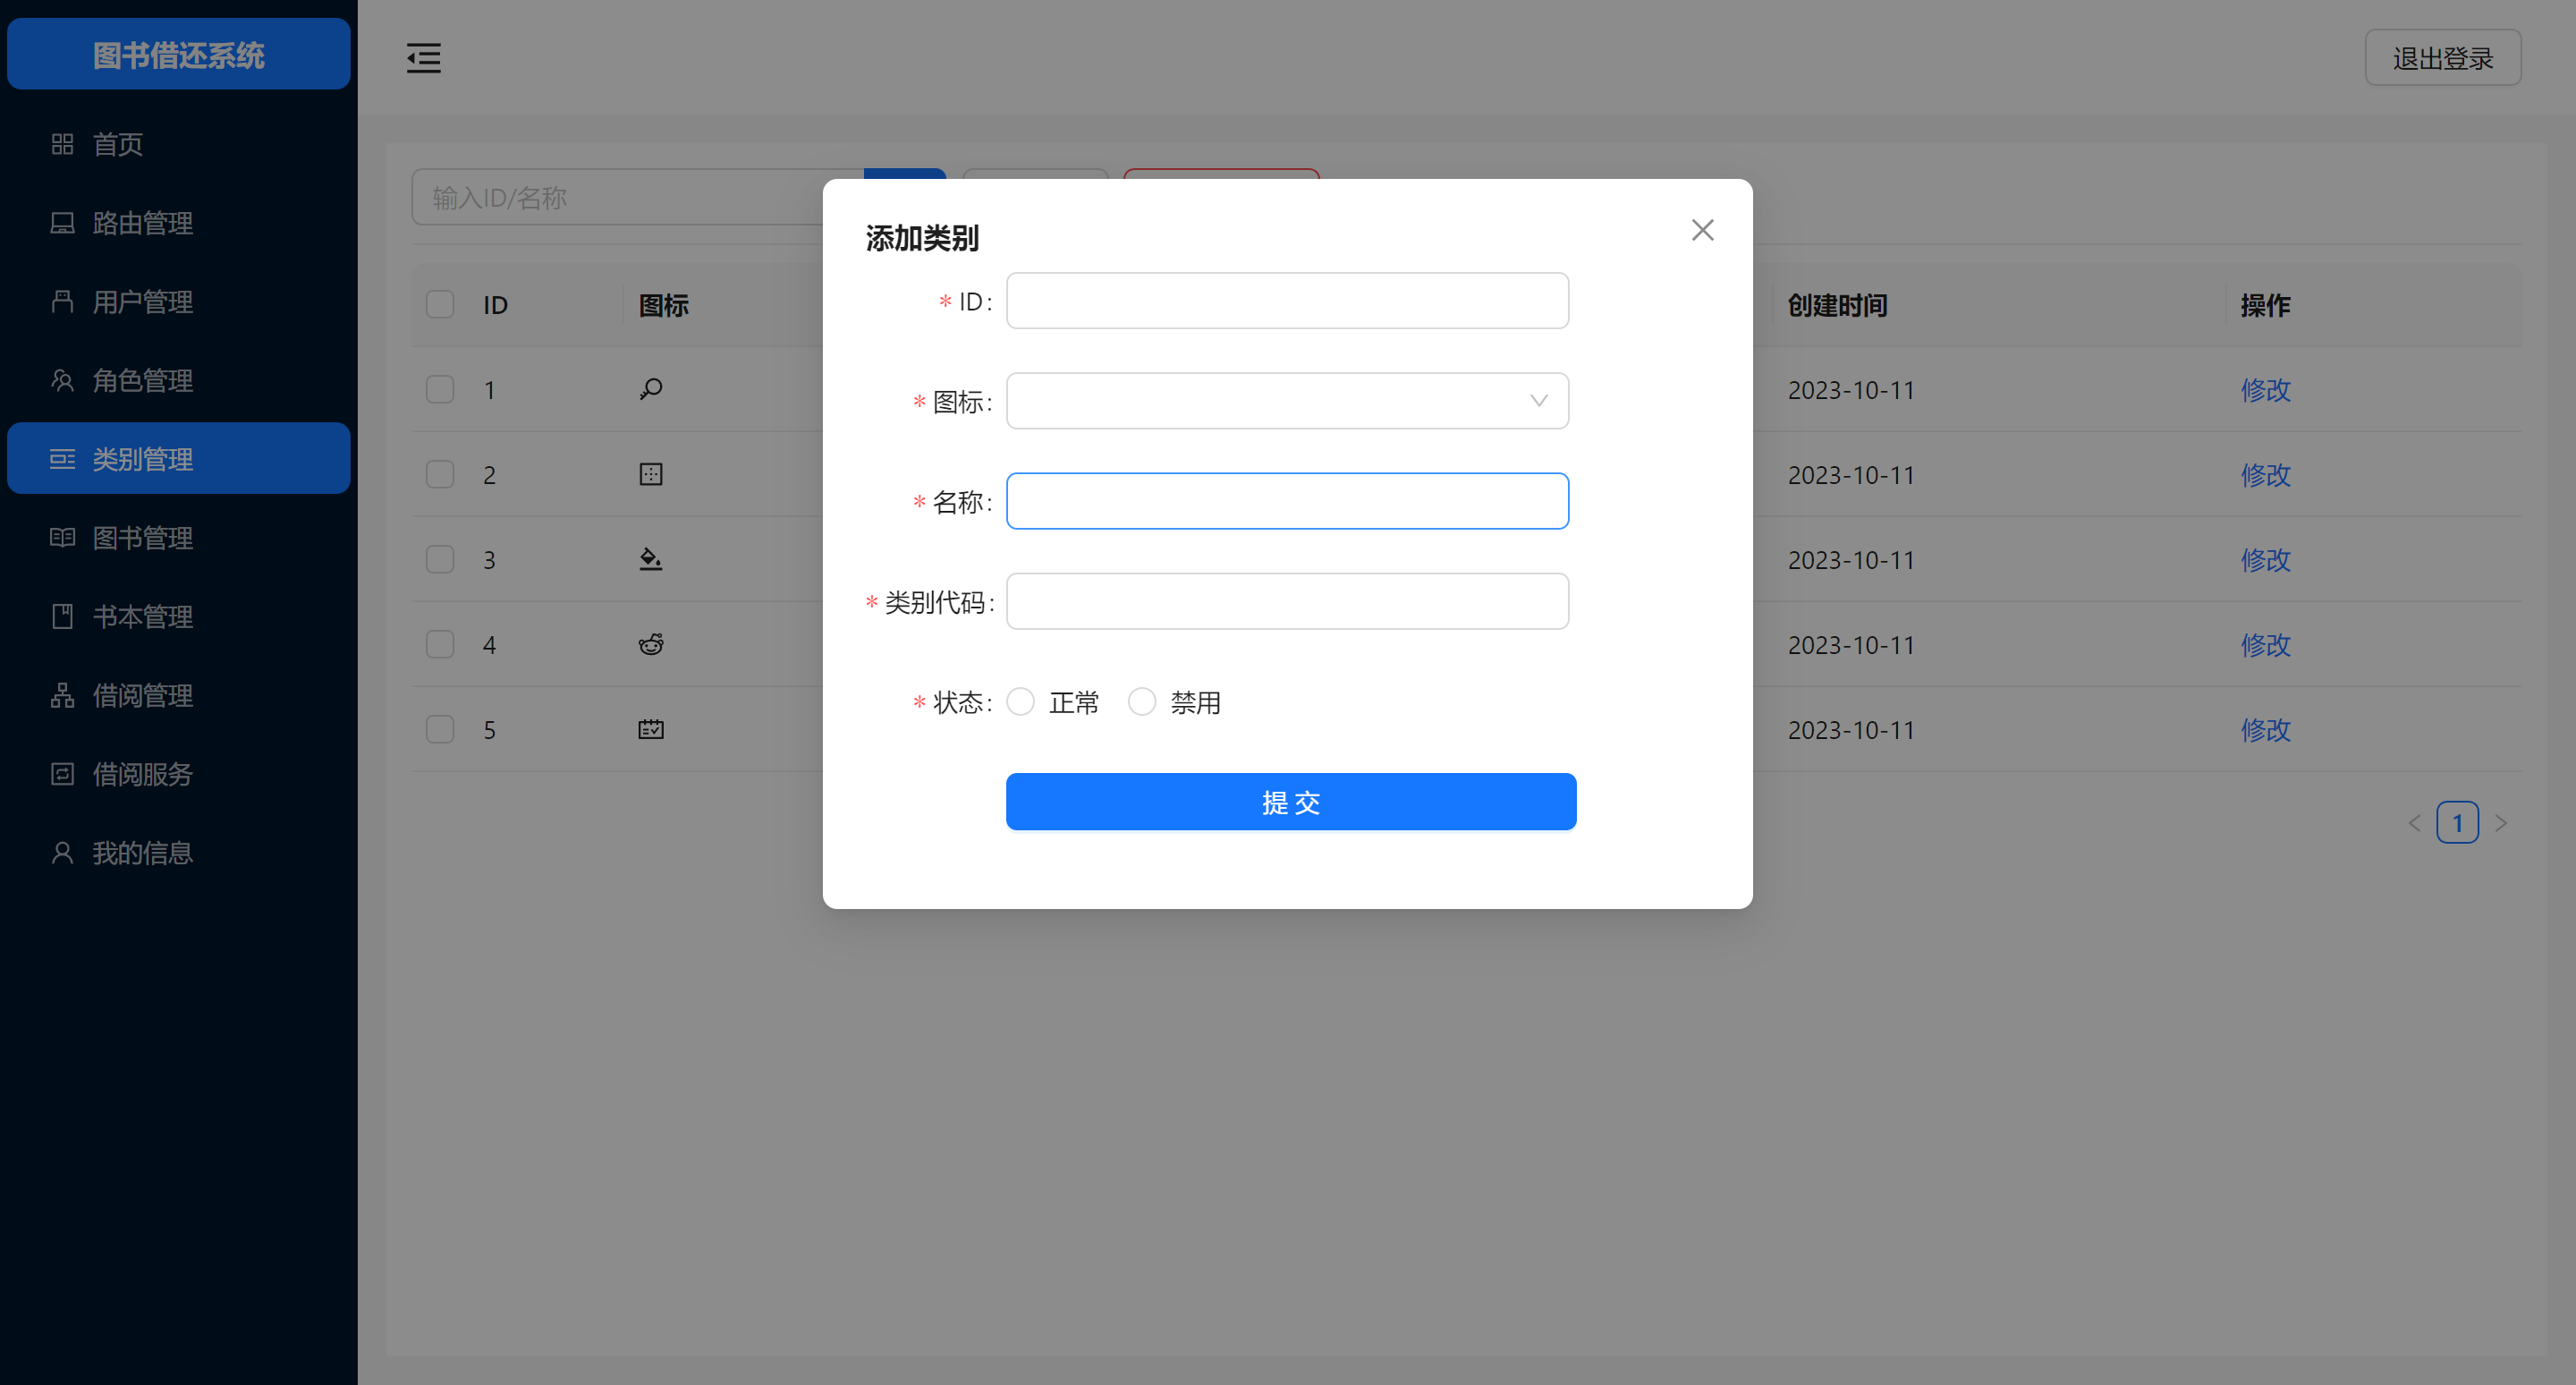 图书借还系统
首页
路由管理
用户管理
角色管理
类别管理
图书管理
书本管理
借阅管理
借阅服务
我的信息
退出登录
输入ID/名称
ID 图标 创建时间 操作
1 2023-10-11 修改
2 2023-10-11 修改
3 2023-10-11 修改
4 2023-10-11 修改
5 2023-10-11 修改
1
添加类别
* ID:
* 图标:
* 名称:
* 类别代码:
* 状态: 正常 禁用
提交